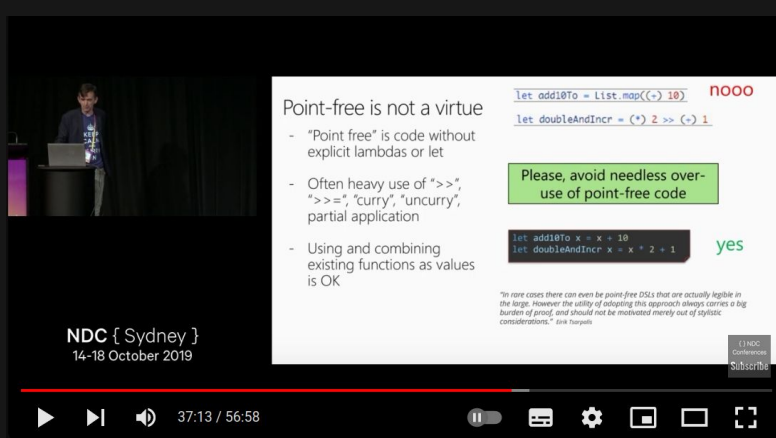 Point-free is not a virtue
- "Point free" is code without
explicit lambdas or let
- Often heavy use of ">>",
">>=", "curry", "uncurry",
partial application
- Using and combining
existing functions as values
is OK
let add10To = List.map((+) 10)
nooo
let doubleAndIncr = (*) 2 >> (+) 1
Please, avoid needless over-
use of point-free code
let add10To x = x + 10
let doubleAndIncr x = x * 2 + 1
yes
"In rare cases there can even be point-free DSLs that are actually legible in
the large. However the utility of adopting this approach always carries a big
burden of proof, and should not be motivated merely out of stylistic
considerations." Eirik Tsarpalis
KEEP
CALM
NDC { Sydney }
14-18 October 2019
{ } NDC
Conferences
Subscribe
37:13 / 56:58